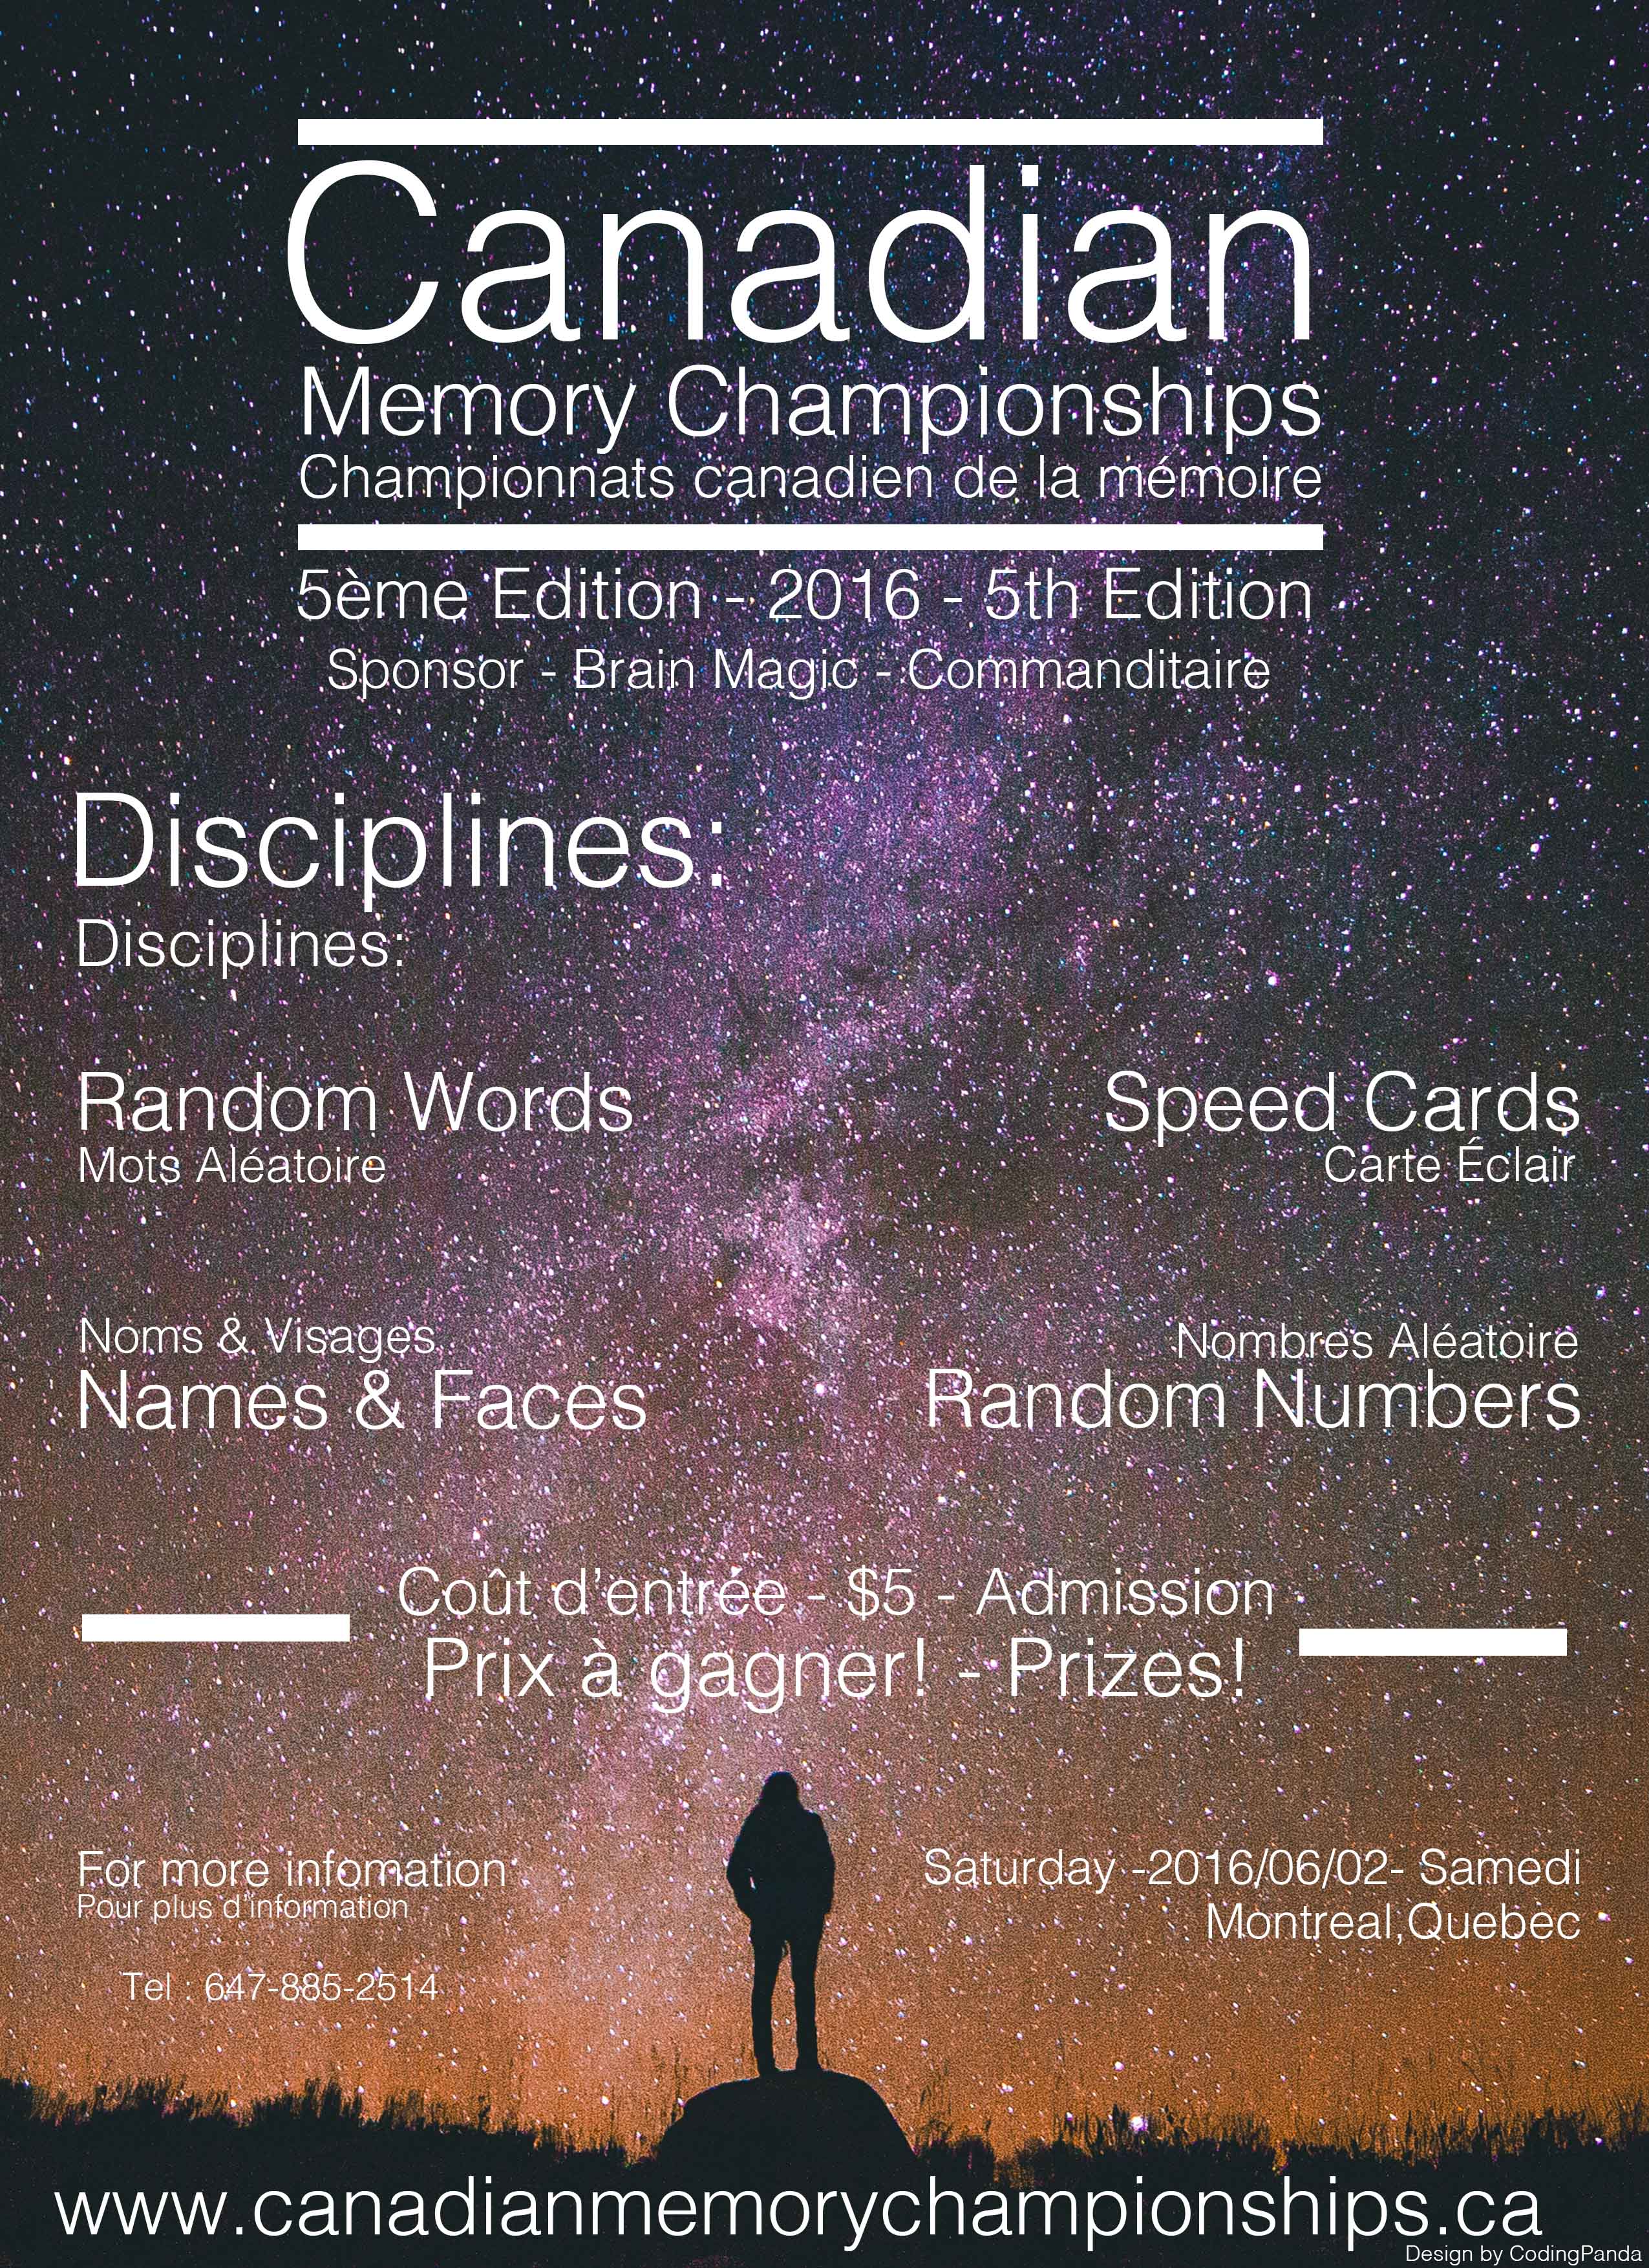 Canadian
Memory Championships
Championnats canadien de la mémoire
5ème Edition - 2016 - 5th Edition
Sponsor - Brain Magic - Commanditaire
Disciplines:
Disciplines:
Random Words
Mots Aléatoire
Speed Cards
Carte Éclair
Noms & Visages
Names & Faces
Nombres Aléatoire
Random Numbers
Coût d'entrée - $5 - Admission
Prix à gagner! - Prizes!
For more infomation
Pour plus d'information
Tel : 647-885-2514
Saturday -2016/06/02- Samedi
Montreal,Quebec
www.canadianmemorychampionships.ca
Design by CodingPanda